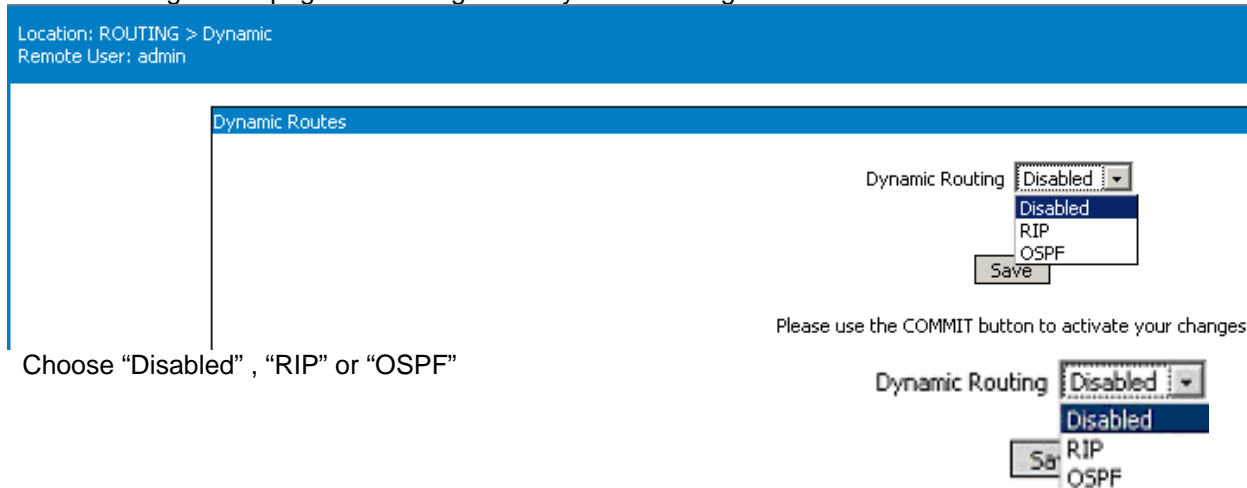 Location: ROUTING > Dynamic
Remote User: admin
Dynamic Routes
Dynamic Routing Disabled
Disabled
RIP
OSPF
Save
Please use the COMMIT button to activate your changes
Choose “Disabled” , “RIP” or “OSPF”
Dynamic Routing Disabled
Disabled
RIP
OSPF
Sa